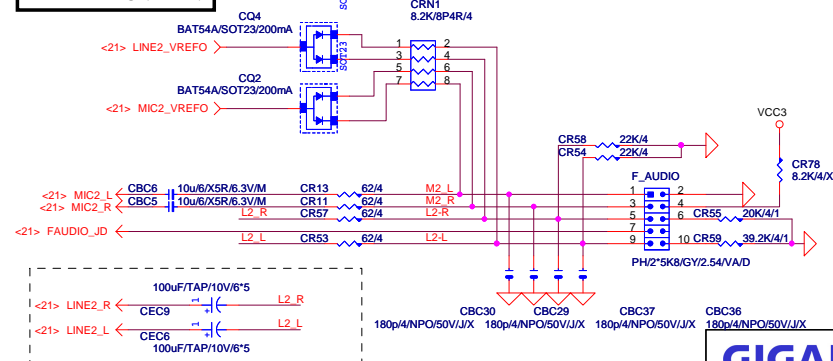 SO
CRN1
8.2K/8P4R/4
CQ4
BAT54A/SOT23/200mA
<21> LINE2_VREFO
SOT23
1 2
3 4
5 6
7 8
CQ2
BAT54A/SOT23/200mA
<21> MIC2_VREFO
VCC3
CR58 22K/4
CR54 22K/4
CR78
8.2K/4/X
F_AUDIO
<21> MIC2_L CBC6 10u/6/X5R/6.3V/M CR13 62/4 M2_L 1 2
<21> MIC2_R CBC5 10u/6/X5R/6.3V/M CR11 62/4 M2_R 3 4
L2_R CR57 62/4 L2-R 5 6 CR55 20K/4/1
<21> FAUDIO_JD 7
L2_L CR53 62/4 L2-L 9 10 CR59 39.2K/4/1
PH/2*5K8/GY/2.54/VA/D
100uF/TAP/10V/6*5
<21> LINE2_R 1 + L2_R
CEC9
<21> LINE2_L 1 + L2_L
CEC6
100uF/TAP/10V/6*5
CBC30 CBC29 CBC37 CBC36
180p/4/NPO/50V/J/X 180p/4/NPO/50V/J/X 180p/4/NPO/50V/J/X 180p/4/NPO/50V/J/X